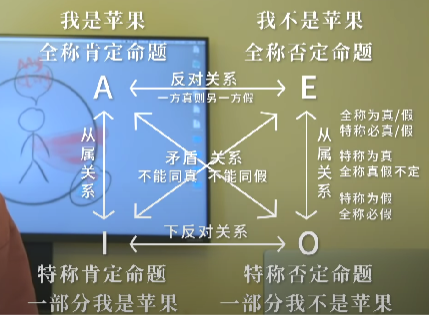 我是苹果
我不是苹果
全称肯定命题
全称否定命题
A
反对关系
E
一方真则另一方假
从属关系
矛盾 关系
不能同真 不能同假
从属关系
全称为真/假
特称必真/假
特称为真
全称真假不定
特称为假
全称必假
I
下反对关系
O
特称肯定命题
特称否定命题
一部分我是苹果
一部分我不是苹果